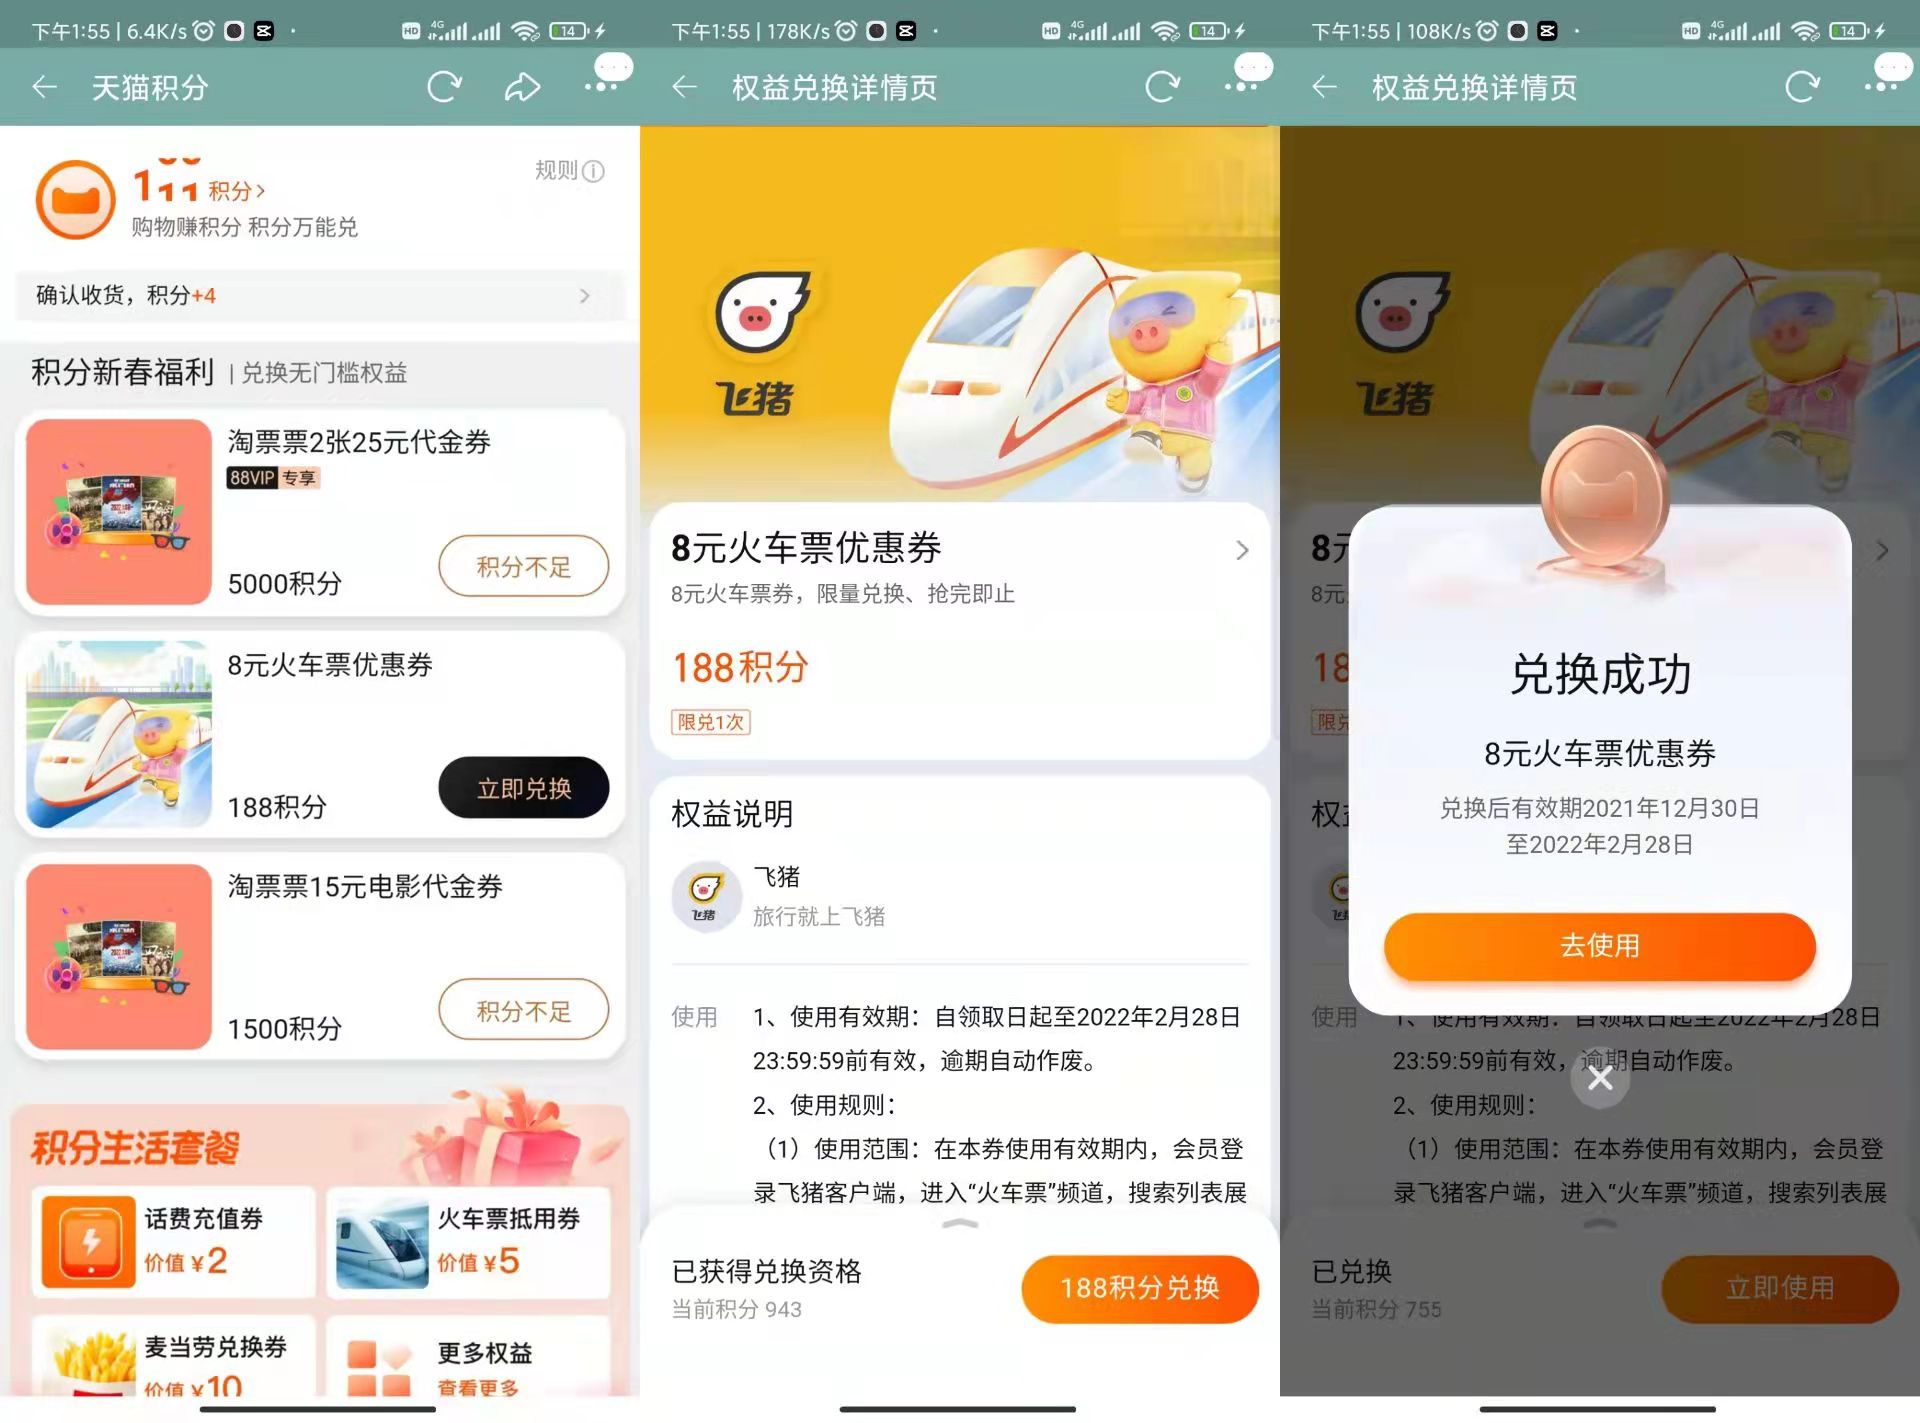 下午1:55 | 6.4K/s
HD 4G 14
天猫积分
积分>
规则
购物赚积分 积分万能兑
确认收货，积分+4
积分新春福利 | 兑换无门槛权益
淘票票2张25元代金券
88VIP 专享
5000积分
积分不足
8元火车票优惠券
188积分
立即兑换
淘票票15元电影代金券
1500积分
积分不足
积分生活套餐
话费充值券
价值 ¥2
火车票抵用券
价值 ¥5
麦当劳兑换券
价值 ¥10
更多权益
查看更多
下午1:55 | 178K/s
HD 4G 14
权益兑换详情页
飞猪
8元火车票优惠券
8元火车票券，限量兑换、抢完即止
188积分
限兑1次
权益说明
飞猪
飞猪
旅行就上飞猪
使用
1、使用有效期：自领取日起至2022年2月28日
23:59:59前有效，逾期自动作废。
2、使用规则：
（1）使用范围：在本券使用有效期内，会员登
录飞猪客户端，进入“火车票”频道，搜索列表展
已获得兑换资格
当前积分 943
188积分兑换
下午1:55 | 108K/s
HD 4G 14
权益兑换详情页
飞猪
8元
8元
18
限兑
兑换成功
8元火车票优惠券
兑换后有效期2021年12月30日
至2022年2月28日
去使用
使用
1、使用有效期：自领取日起至2022年2月28日
23:59:59前有效，逾期自动作废。
2、使用规则：
（1）使用范围：在本券使用有效期内，会员登
录飞猪客户端，进入“火车票”频道，搜索列表展
已兑换
当前积分 755
立即使用